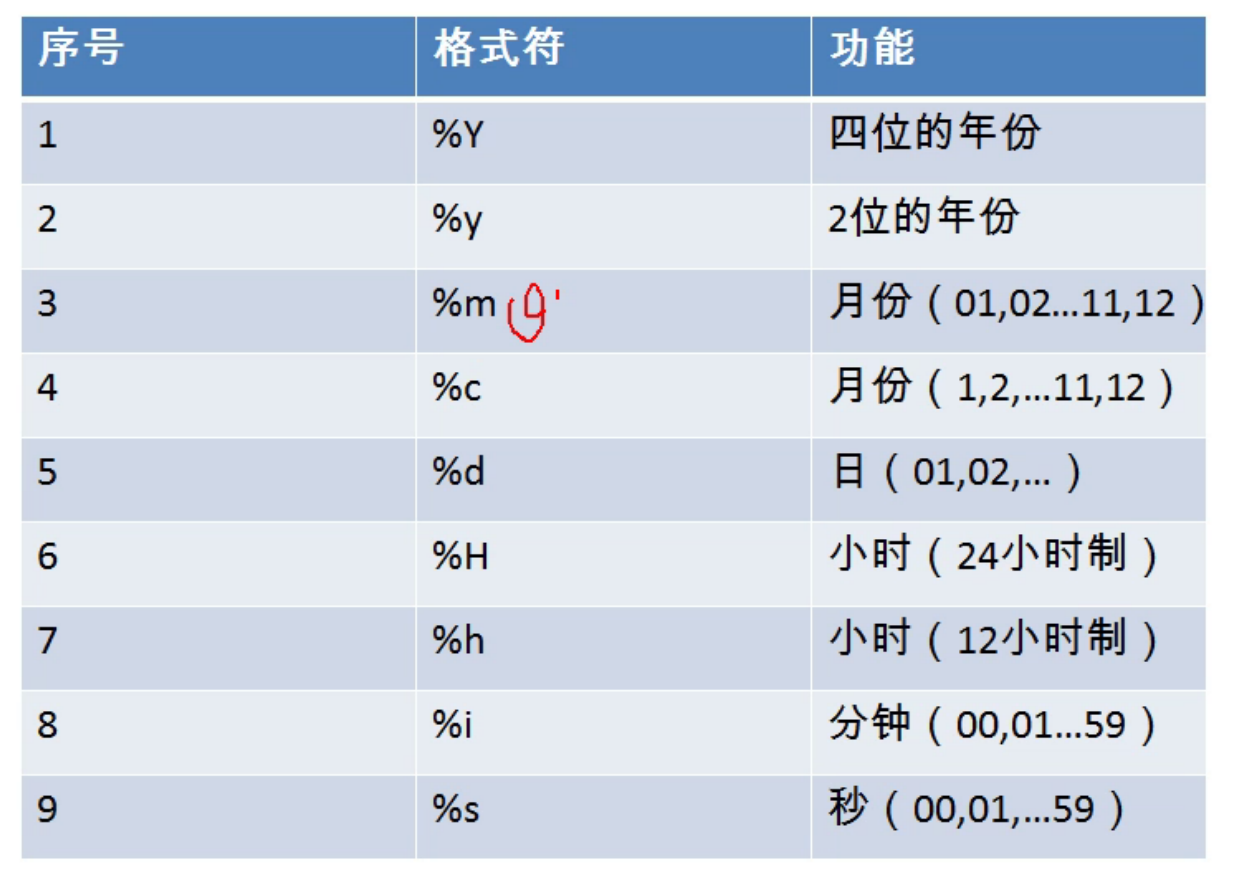 序号 格式符 功能
1 %Y 四位的年份
2 %y 2位的年份
3 %m 月份（01,02...11,12）
4 %c 月份（1,2,...11,12）
5 %d 日（01,02,...）
6 %H 小时（24小时制）
7 %h 小时（12小时制）
8 %i 分钟（00,01...59）
9 %s 秒（00,01,...59）